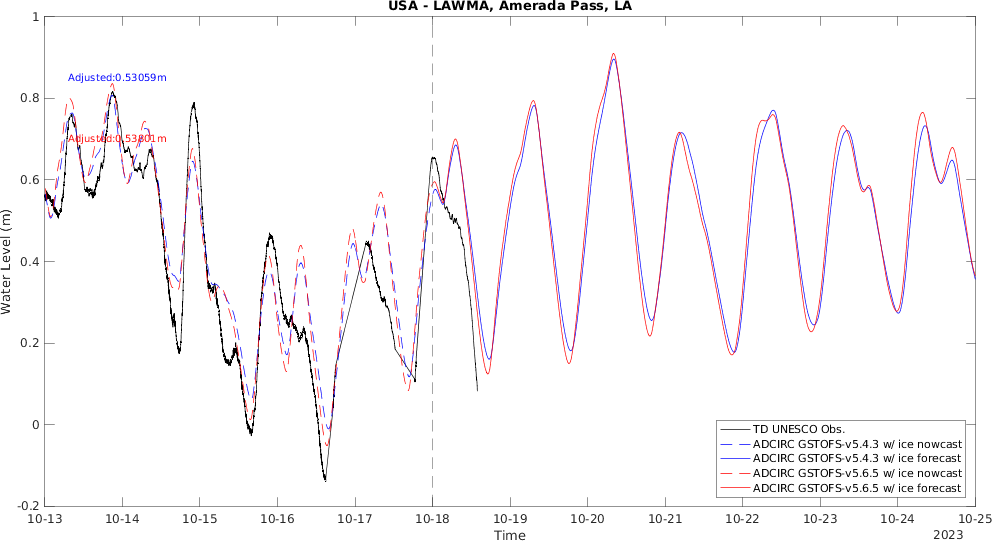 USA - LAWMA, Amerada Pass, LA
1
0.8
0.6
0.4
0.2
0
-0.2
Water Level (m)
Adjusted:0.53059m
Adjusted:0.53801m
TD UNESCO Obs.
ADCIRC GSTOFS-v5.4.3 w/ ice nowcast
ADCIRC GSTOFS-v5.4.3 w/ ice forecast
ADCIRC GSTOFS-v5.6.5 w/ ice nowcast
ADCIRC GSTOFS-v5.6.5 w/ ice forecast
10-13 10-14 10-15 10-16 10-17 10-18 10-19 10-20 10-21 10-22 10-23 10-24 10-25
Time
2023